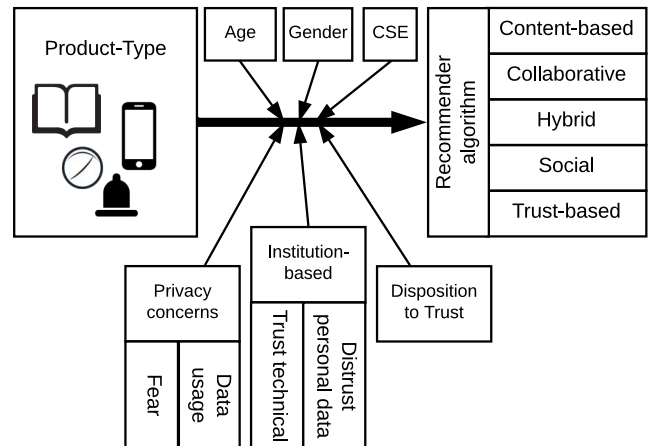 Product-Type
Age
Gender
CSE
Recommender
algorithm
Content-based
Collaborative
Hybrid
Social
Trust-based
Privacy
concerns
Fear
Data
usage
Institution-
based
Trust technical
Distrust
personal data
Disposition
to Trust